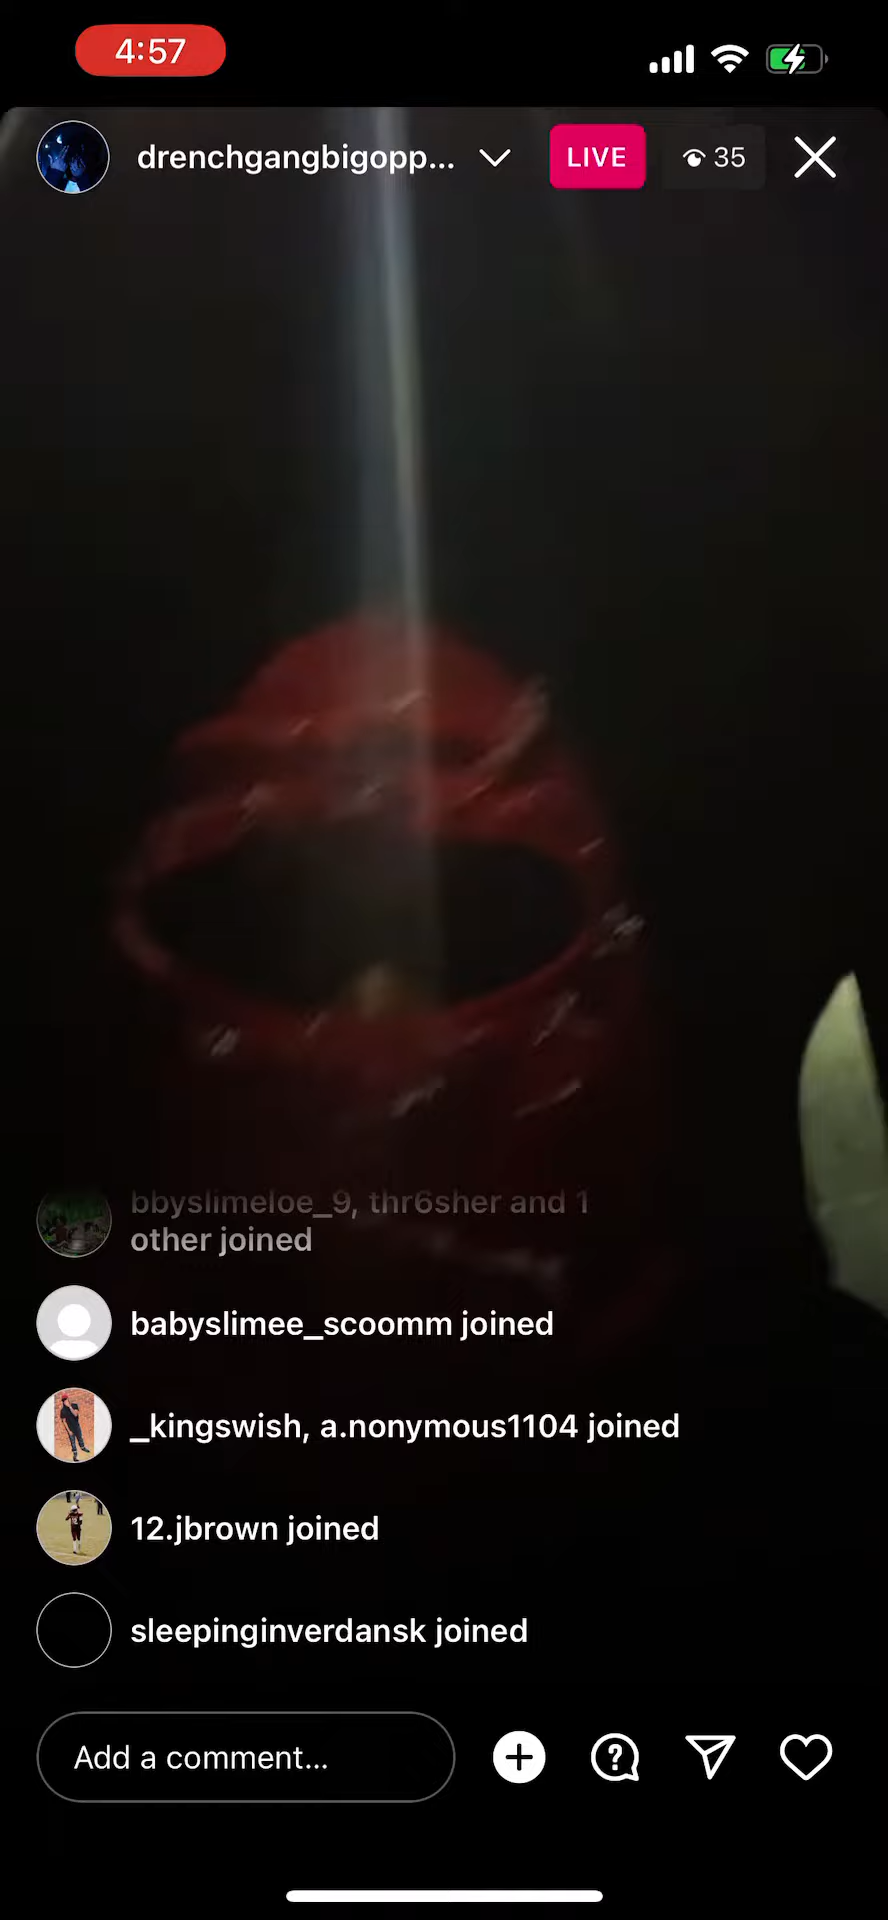 4:57
drenchgangbigopp...
LIVE
35
bbyslimeloe_9, thr6sher and 1
other joined
babyslimee_scoomm joined
_kingswish, a.nonymous1104 joined
12.jbrown joined
sleepinginverdansk joined
Add a comment...